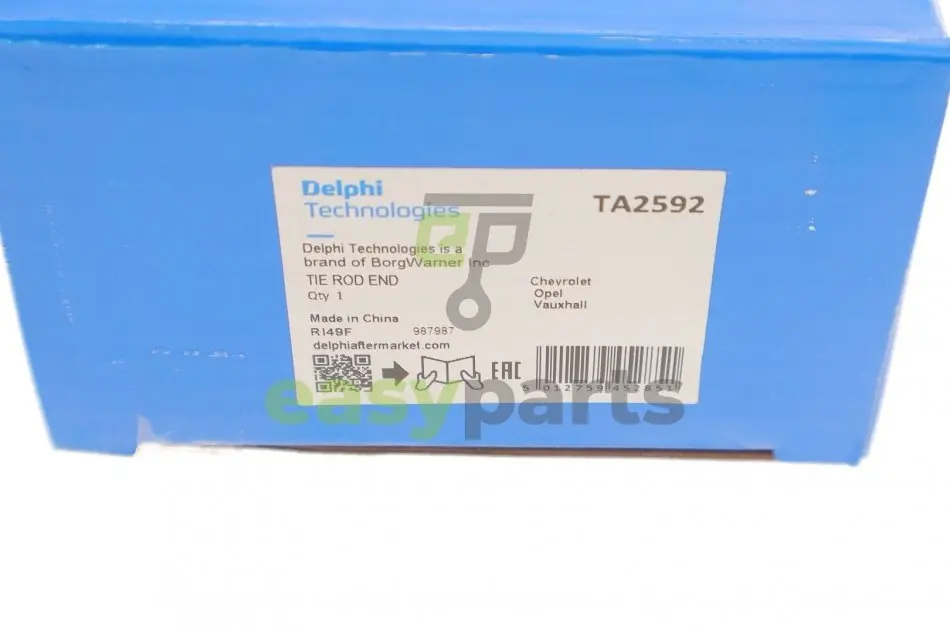 Delphi
Technologies
TA2592
Delphi Technologies is a
brand of BorgWarner Inc
TIE ROD END
Qty 1
Chevrolet
Opel
Vauxhall
Made in China
RI49F 987987
delphiaftermarket.com
EAC
5 012759 452851
easyparts